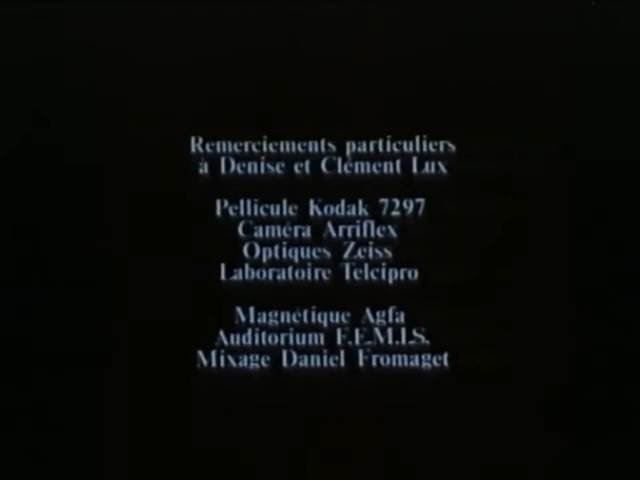 Remerciements particuliers
à Denise et Clément Lux
Pellicule Kodak 7297
Caméra Arriflex
Optiques Zeiss
Laboratoire Telcipro
Magnétique Agfa
Auditorium F.E.M.I.S.
Mixage Daniel Fromaget